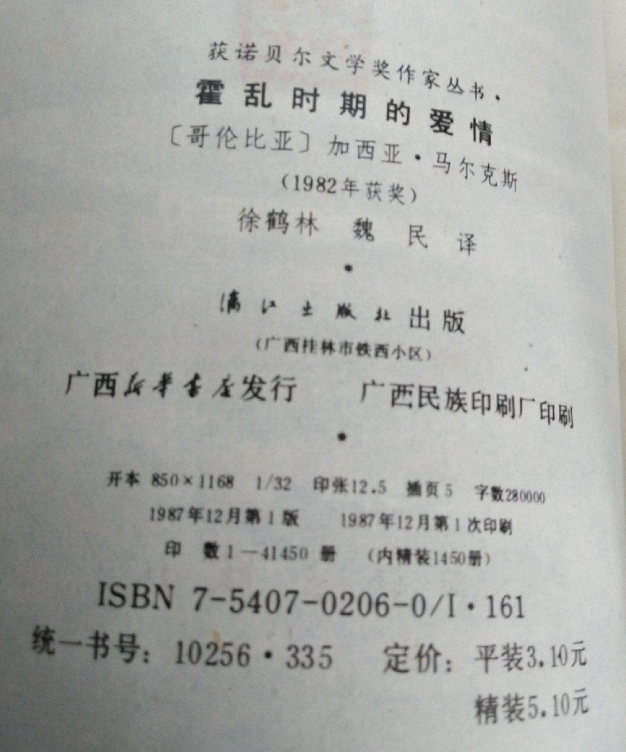 获诺贝尔文学奖作家丛书·
霍乱时期的爱情
〔哥伦比亚〕加西亚·马尔克斯
(1982年获奖)
徐鹤林 魏 民 译
•
漓江出版社出版
(广西桂林市铁西小区)
广西新华书店发行 广西民族印刷厂印刷
•
开本 850×1168 1/32 印张12.5 插页5 字数280000
1987年12月第1版 1987年12月第1次印刷
印 数1—41450 册 (内精装1450册)
ISBN 7-5407-0206-0/I·161
统一书号: 10256·335 定价: 平装3.10元
精装5.10元